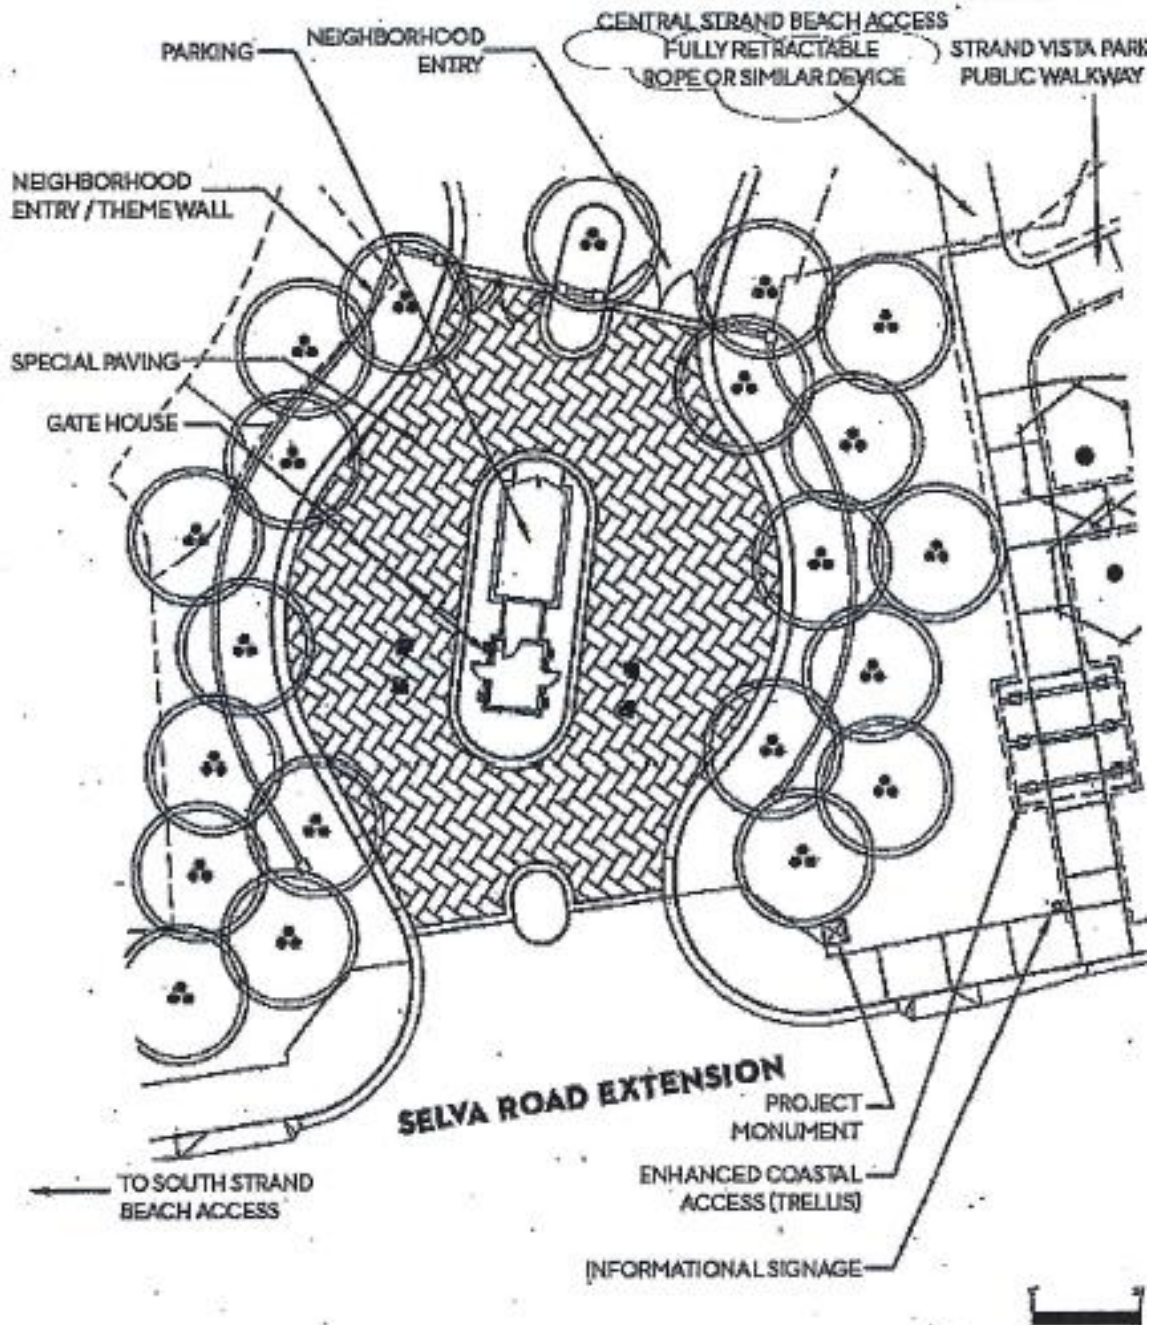 PARKING
NEIGHBORHOOD
ENTRY
CENTRAL STRAND BEACH ACCESS
FULLY RETRACTABLE
ROPE OR SIMILAR DEVICE
STRAND VISTA PARK
PUBLIC WALKWAY
NEIGHBORHOOD
ENTRY / THEME WALL
SPECIAL PAVING
GATE HOUSE
SELVA ROAD EXTENSION
PROJECT
MONUMENT
ENHANCED COASTAL
ACCESS (TRELLIS)
TO SOUTH STRAND
BEACH ACCESS
INFORMATIONAL SIGNAGE